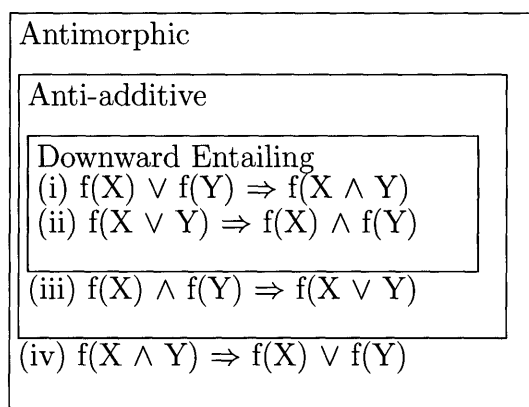 Antimorphic
Anti-additive
Downward Entailing
(i) f(X) ∨ f(Y) ⇒ f(X ∧ Y)
(ii) f(X ∨ Y) ⇒ f(X) ∧ f(Y)
(iii) f(X) ∧ f(Y) ⇒ f(X ∨ Y)
(iv) f(X ∧ Y) ⇒ f(X) ∨ f(Y)